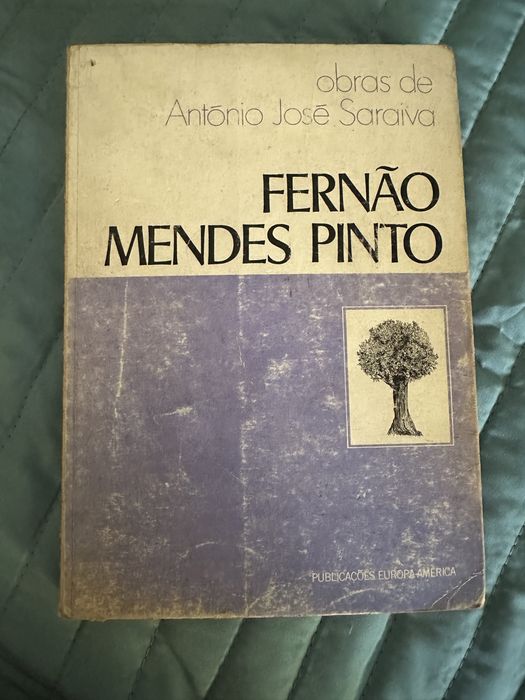 obras de
António José Saraiva
FERNÃO
MENDES PINTO
PUBLICAÇÕES EUROPA-AMÉRICA